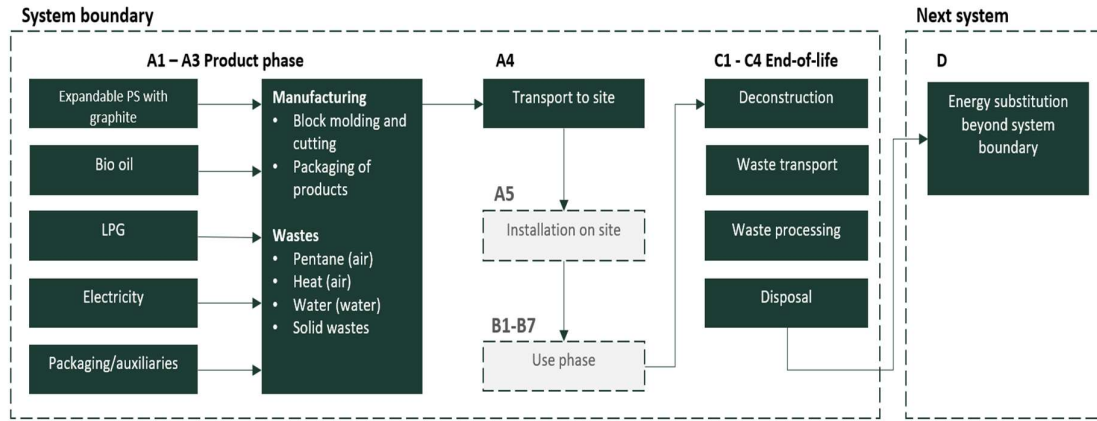 System boundary
Next system
A1 – A3 Product phase
A4
C1 - C4 End-of-life
D
Expandable PS with
graphite
Bio oil
LPG
Electricity
Packaging/auxiliaries
Manufacturing
• Block molding and
cutting
• Packaging of
products
Wastes
• Pentane (air)
• Heat (air)
• Water (water)
• Solid wastes
Transport to site
A5
Installation on site
B1-B7
Use phase
Deconstruction
Waste transport
Waste processing
Disposal
Energy substitution
beyond system
boundary